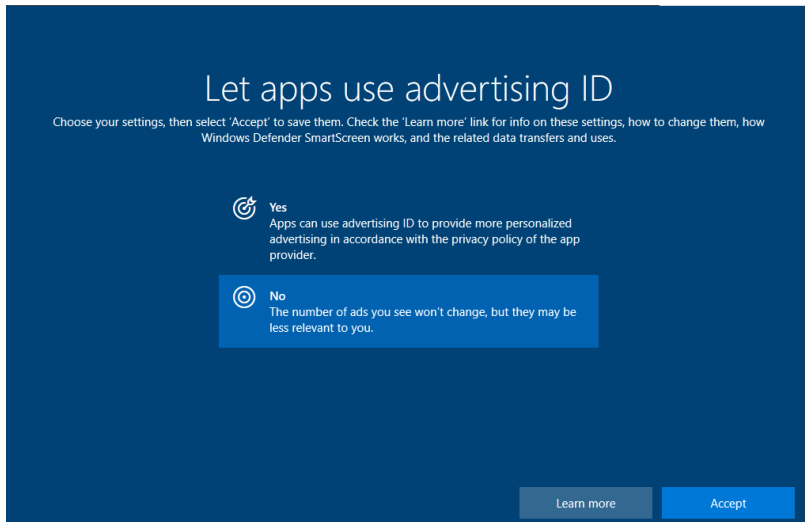 Let apps use advertising ID
Choose your settings, then select ‘Accept’ to save them. Check the ‘Learn more’ link for info on these settings, how to change them, how
Windows Defender SmartScreen works, and the related data transfers and uses.
Yes
Apps can use advertising ID to provide more personalized
advertising in accordance with the privacy policy of the app
provider.
No
The number of ads you see won’t change, but they may be
less relevant to you.
Learn more
Accept